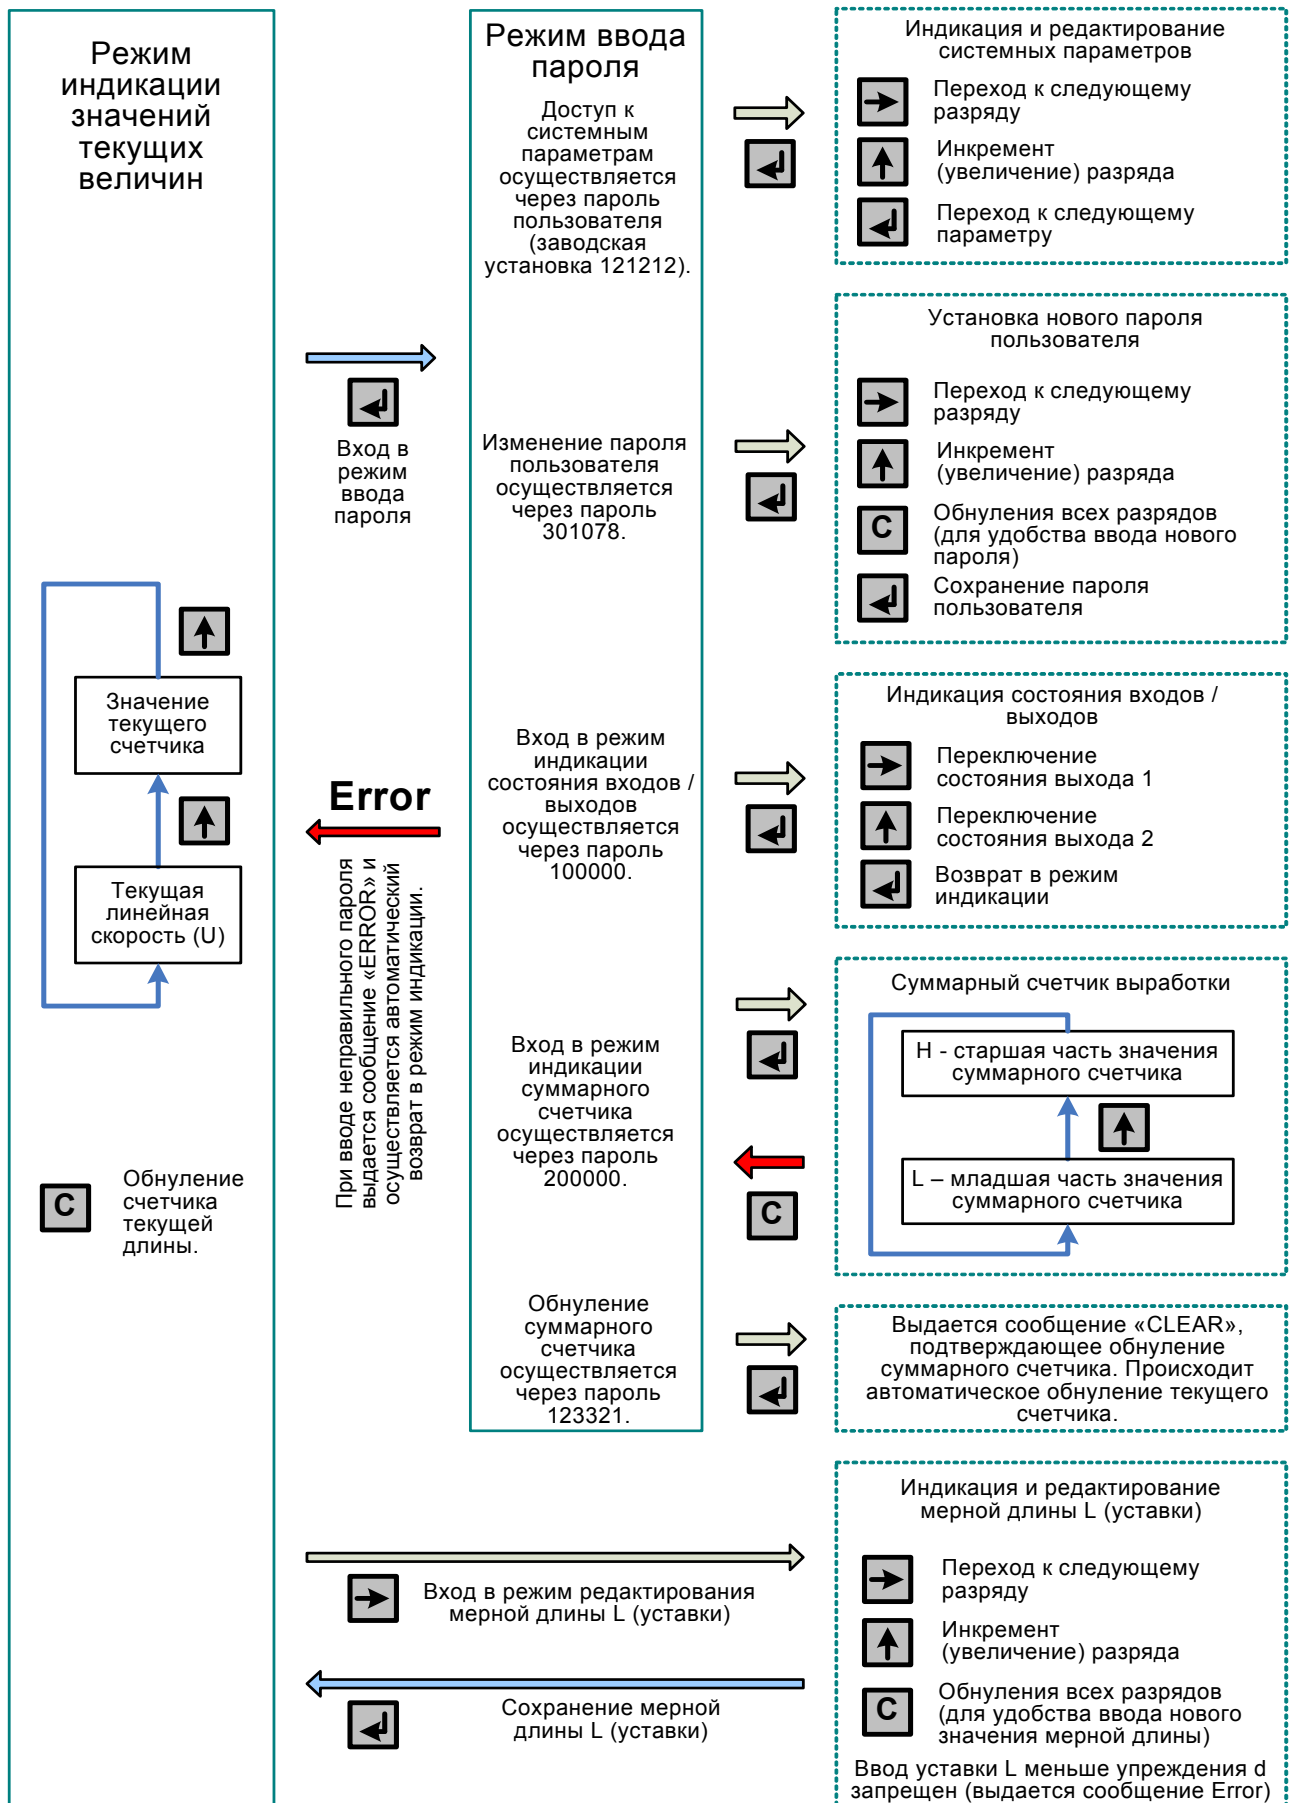 Режим
индикации
значений
текущих
величин
Значение
текущего
счетчика
Текущая
линейная
скорость (U)
C
Обнуление
счетчика
текущей
длины.
Вход в
режим
ввода
пароля
Error
При вводе неправильного пароля
выдается сообщение «ERROR» и
осуществляется автоматический
возврат в режим индикации.
Режим ввода
пароля
Доступ к
системным
параметрам
осуществляется
через пароль
пользователя
(заводская
установка 121212).
Изменение пароля
пользователя
осуществляется
через пароль
301078.
Вход в режим
индикации
состояния входов /
выходов
осуществляется
через пароль
100000.
Вход в режим
индикации
суммарного
счетчика
осуществляется
через пароль
200000.
Обнуление
суммарного
счетчика
осуществляется
через пароль
123321.
C
Индикация и редактирование
системных параметров
Переход к следующему
разряду
Инкремент
(увеличение) разряда
Переход к следующему
параметру
Установка нового пароля
пользователя
Переход к следующему
разряду
Инкремент
(увеличение) разряда
C
Обнуления всех разрядов
(для удобства ввода нового
пароля)
Сохранение пароля
пользователя
Индикация состояния входов /
выходов
Переключение
состояния выхода 1
Переключение
состояния выхода 2
Возврат в режим
индикации
Суммарный счетчик выработки
H - старшая часть значения
суммарного счетчика
L – младшая часть значения
суммарного счетчика
Выдается сообщение «CLEAR»,
подтверждающее обнуление
суммарного счетчика. Происходит
автоматическое обнуление текущего
счетчика.
Вход в режим редактирования
мерной длины L (уставки)
Сохранение мерной
длины L (уставки)
Индикация и редактирование
мерной длины L (уставки)
Переход к следующему
разряду
Инкремент
(увеличение) разряда
C
Обнуления всех разрядов
(для удобства ввода нового
значения мерной длины)
Ввод уставки L меньше упреждения d
запрещен (выдается сообщение Error)